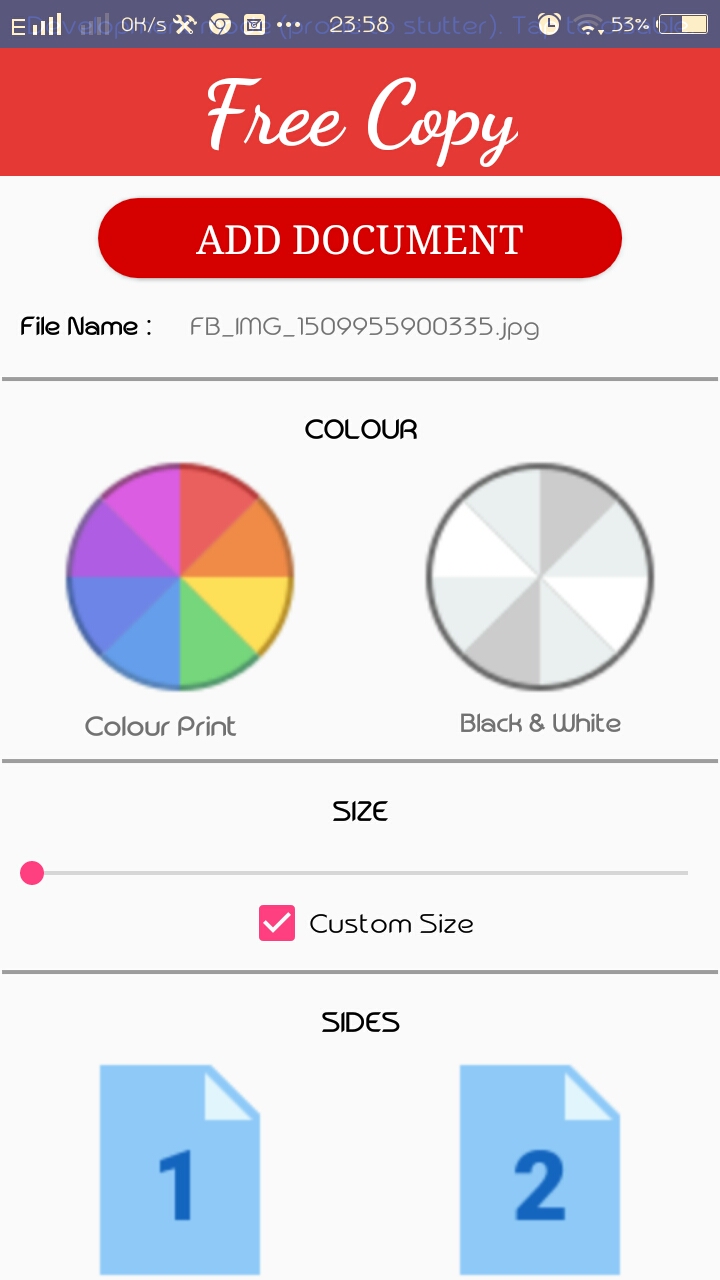 E 0K/s 23:58 53%
Free Copy
ADD DOCUMENT
File Name : FB_IMG_1509955900335.jpg
COLOUR
Colour Print Black & White
SIZE
Custom Size
SIDES
1 2